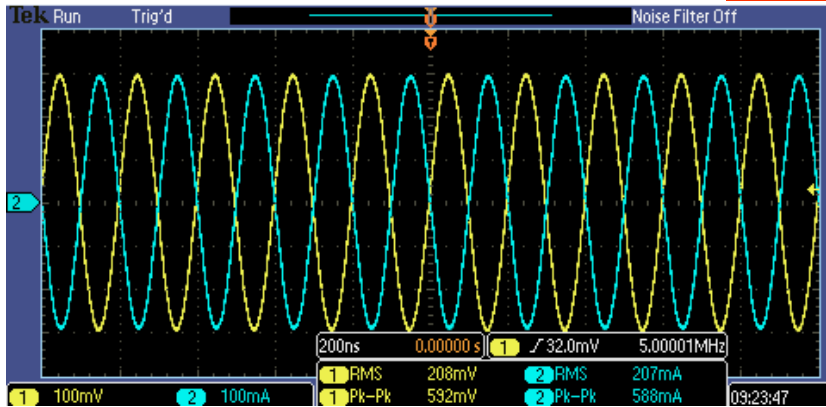 Tek Run Trig'd Noise Filter Off
2
200ns 0.00000 s 1 32.0mV 5.00001MHz
1 RMS 208mV 2 RMS 207mA
1 100mV 2 100mA 1 Pk-Pk 592mV 2 Pk-Pk 588mA 09:23:47